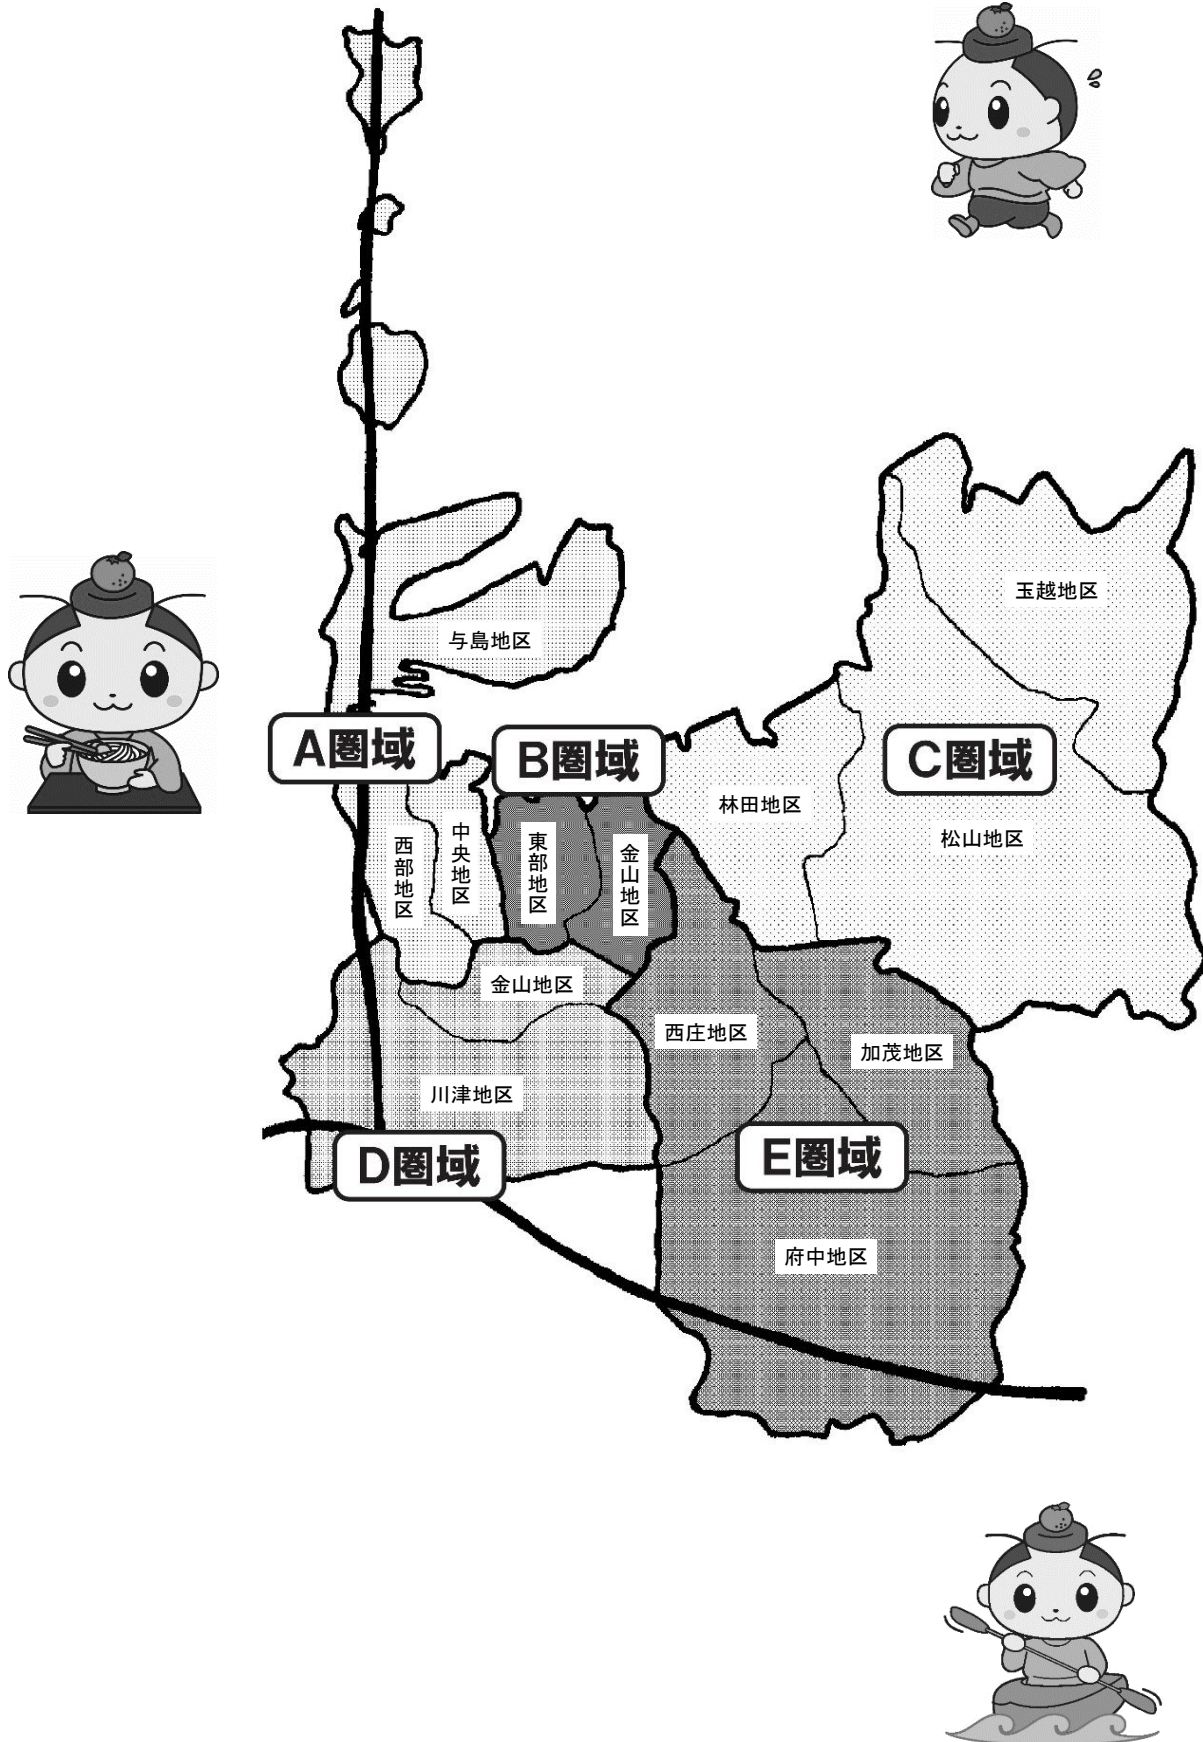 玉越地区
与島地区
A圏域
B圏域
C圏域
林田地区
松山地区
西部地区
中央地区
東部地区
金山地区
金山地区
西庄地区
加茂地区
川津地区
D圏域
E圏域
府中地区